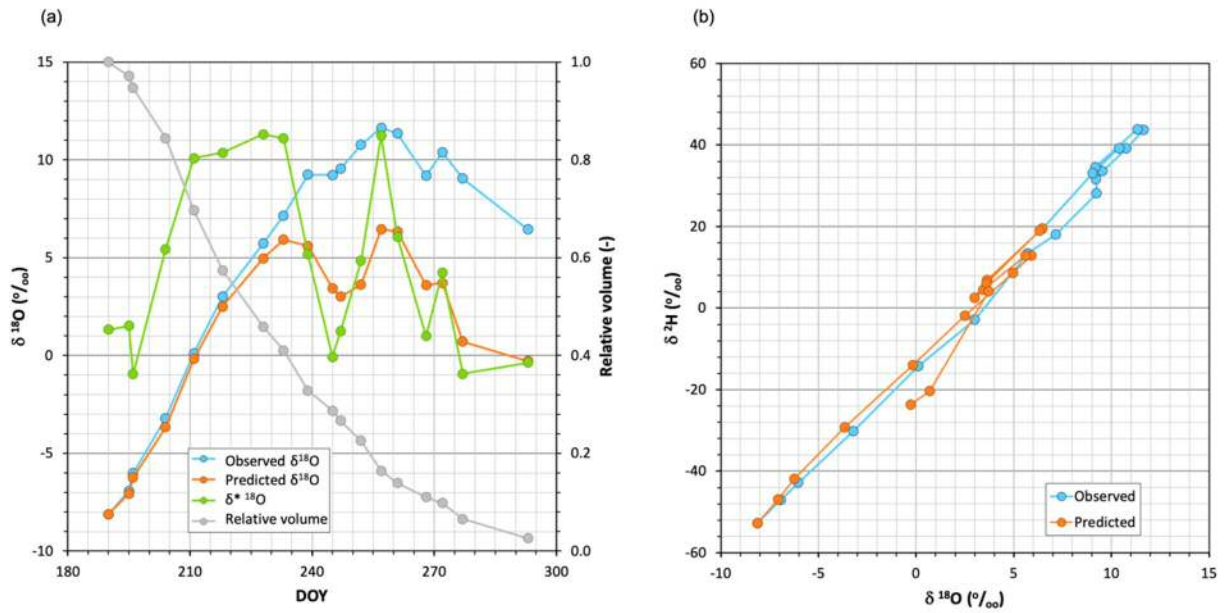 (a)
δ ¹⁸O (º/ₒₒ)
15
10
5
0
-5
-10
180
210
240
270
300
DOY
Observed δ¹⁸O
Predicted δ¹⁸O
δ* ¹⁸O
Relative volume
1.0
0.8
0.6
0.4
0.2
0.0
Relative volume (-)
(b)
δ ²H (º/ₒₒ)
60
40
20
0
-20
-40
-60
-10
-5
0
5
10
15
δ ¹⁸O (º/ₒₒ)
Observed
Predicted